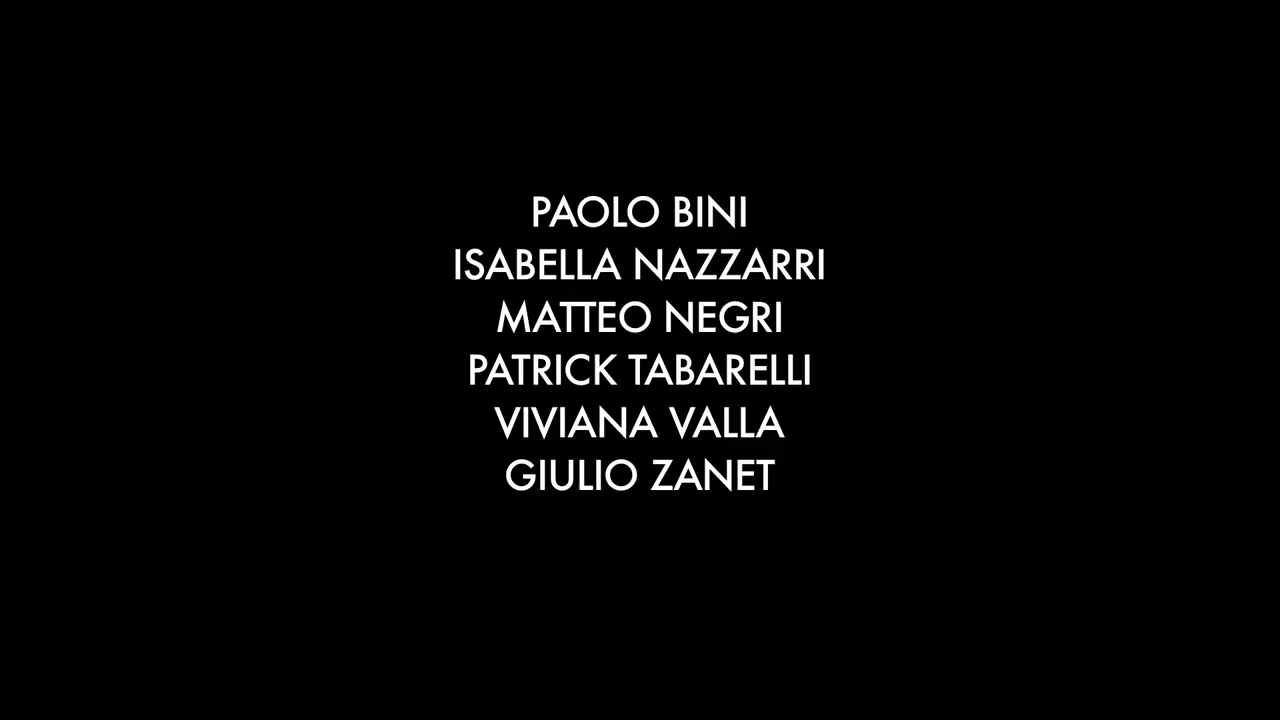 PAOLO BINI
ISABELLA NAZZARRI
MATTEO NEGRI
PATRICK TABARELLI
VIVIANA VALLA
GIULIO ZANET